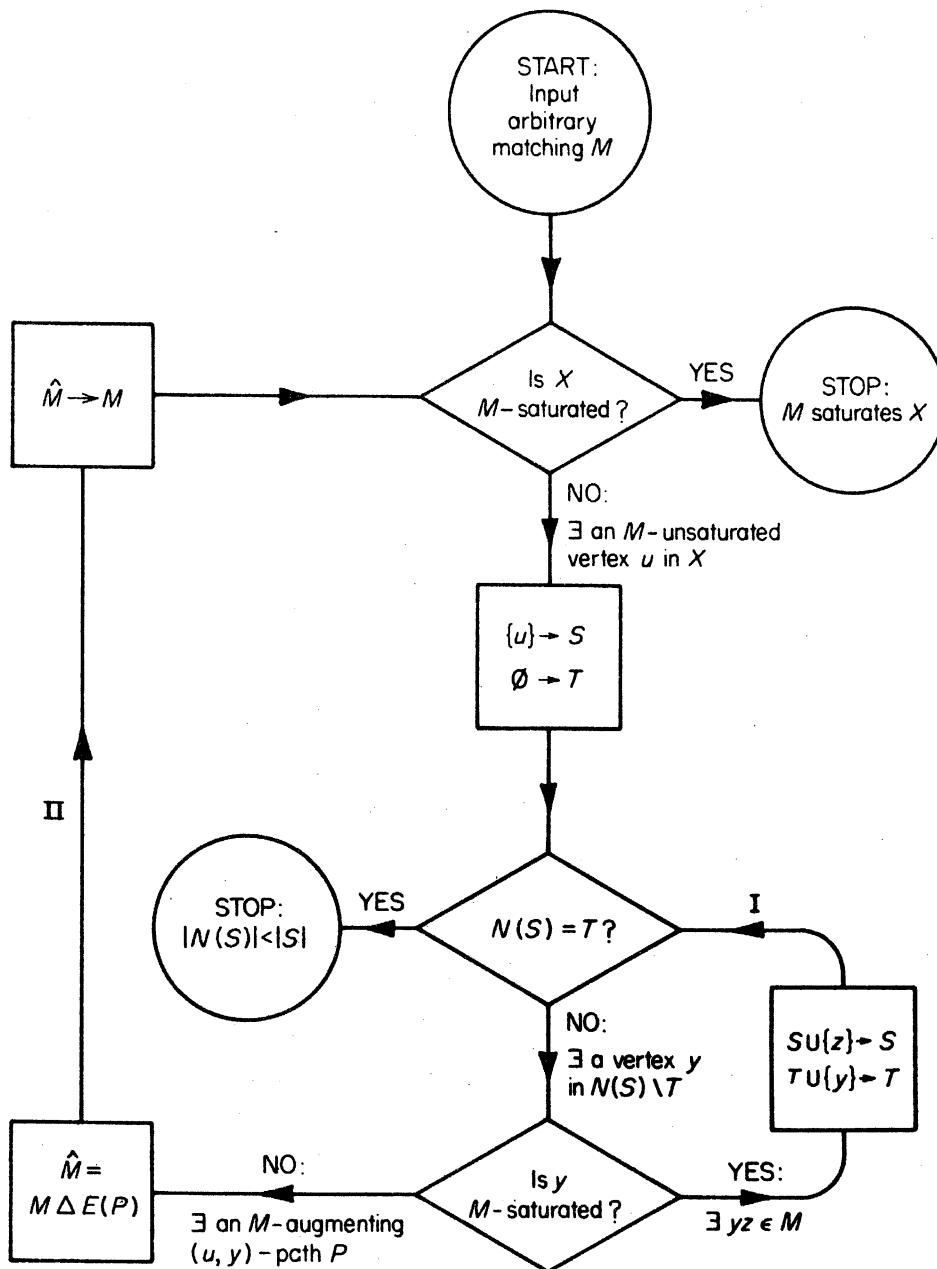 START:
Input
arbitrary
matching M
M̂ → M
Is X
M-saturated?
YES
STOP:
M saturates X
NO:
∃ an M-unsaturated
vertex u in X
{u} → S
Ø → T
II
STOP:
|N(S)|<|S|
YES
N(S) = T?
I
S∪{z} → S
T∪{y} → T
NO:
∃ a vertex y
in N(S)\T
M̂ =
M Δ E(P)
NO:
∃ an M-augmenting
(u, y)-path P
Is y
M-saturated?
YES:
∃ yz ∈ M